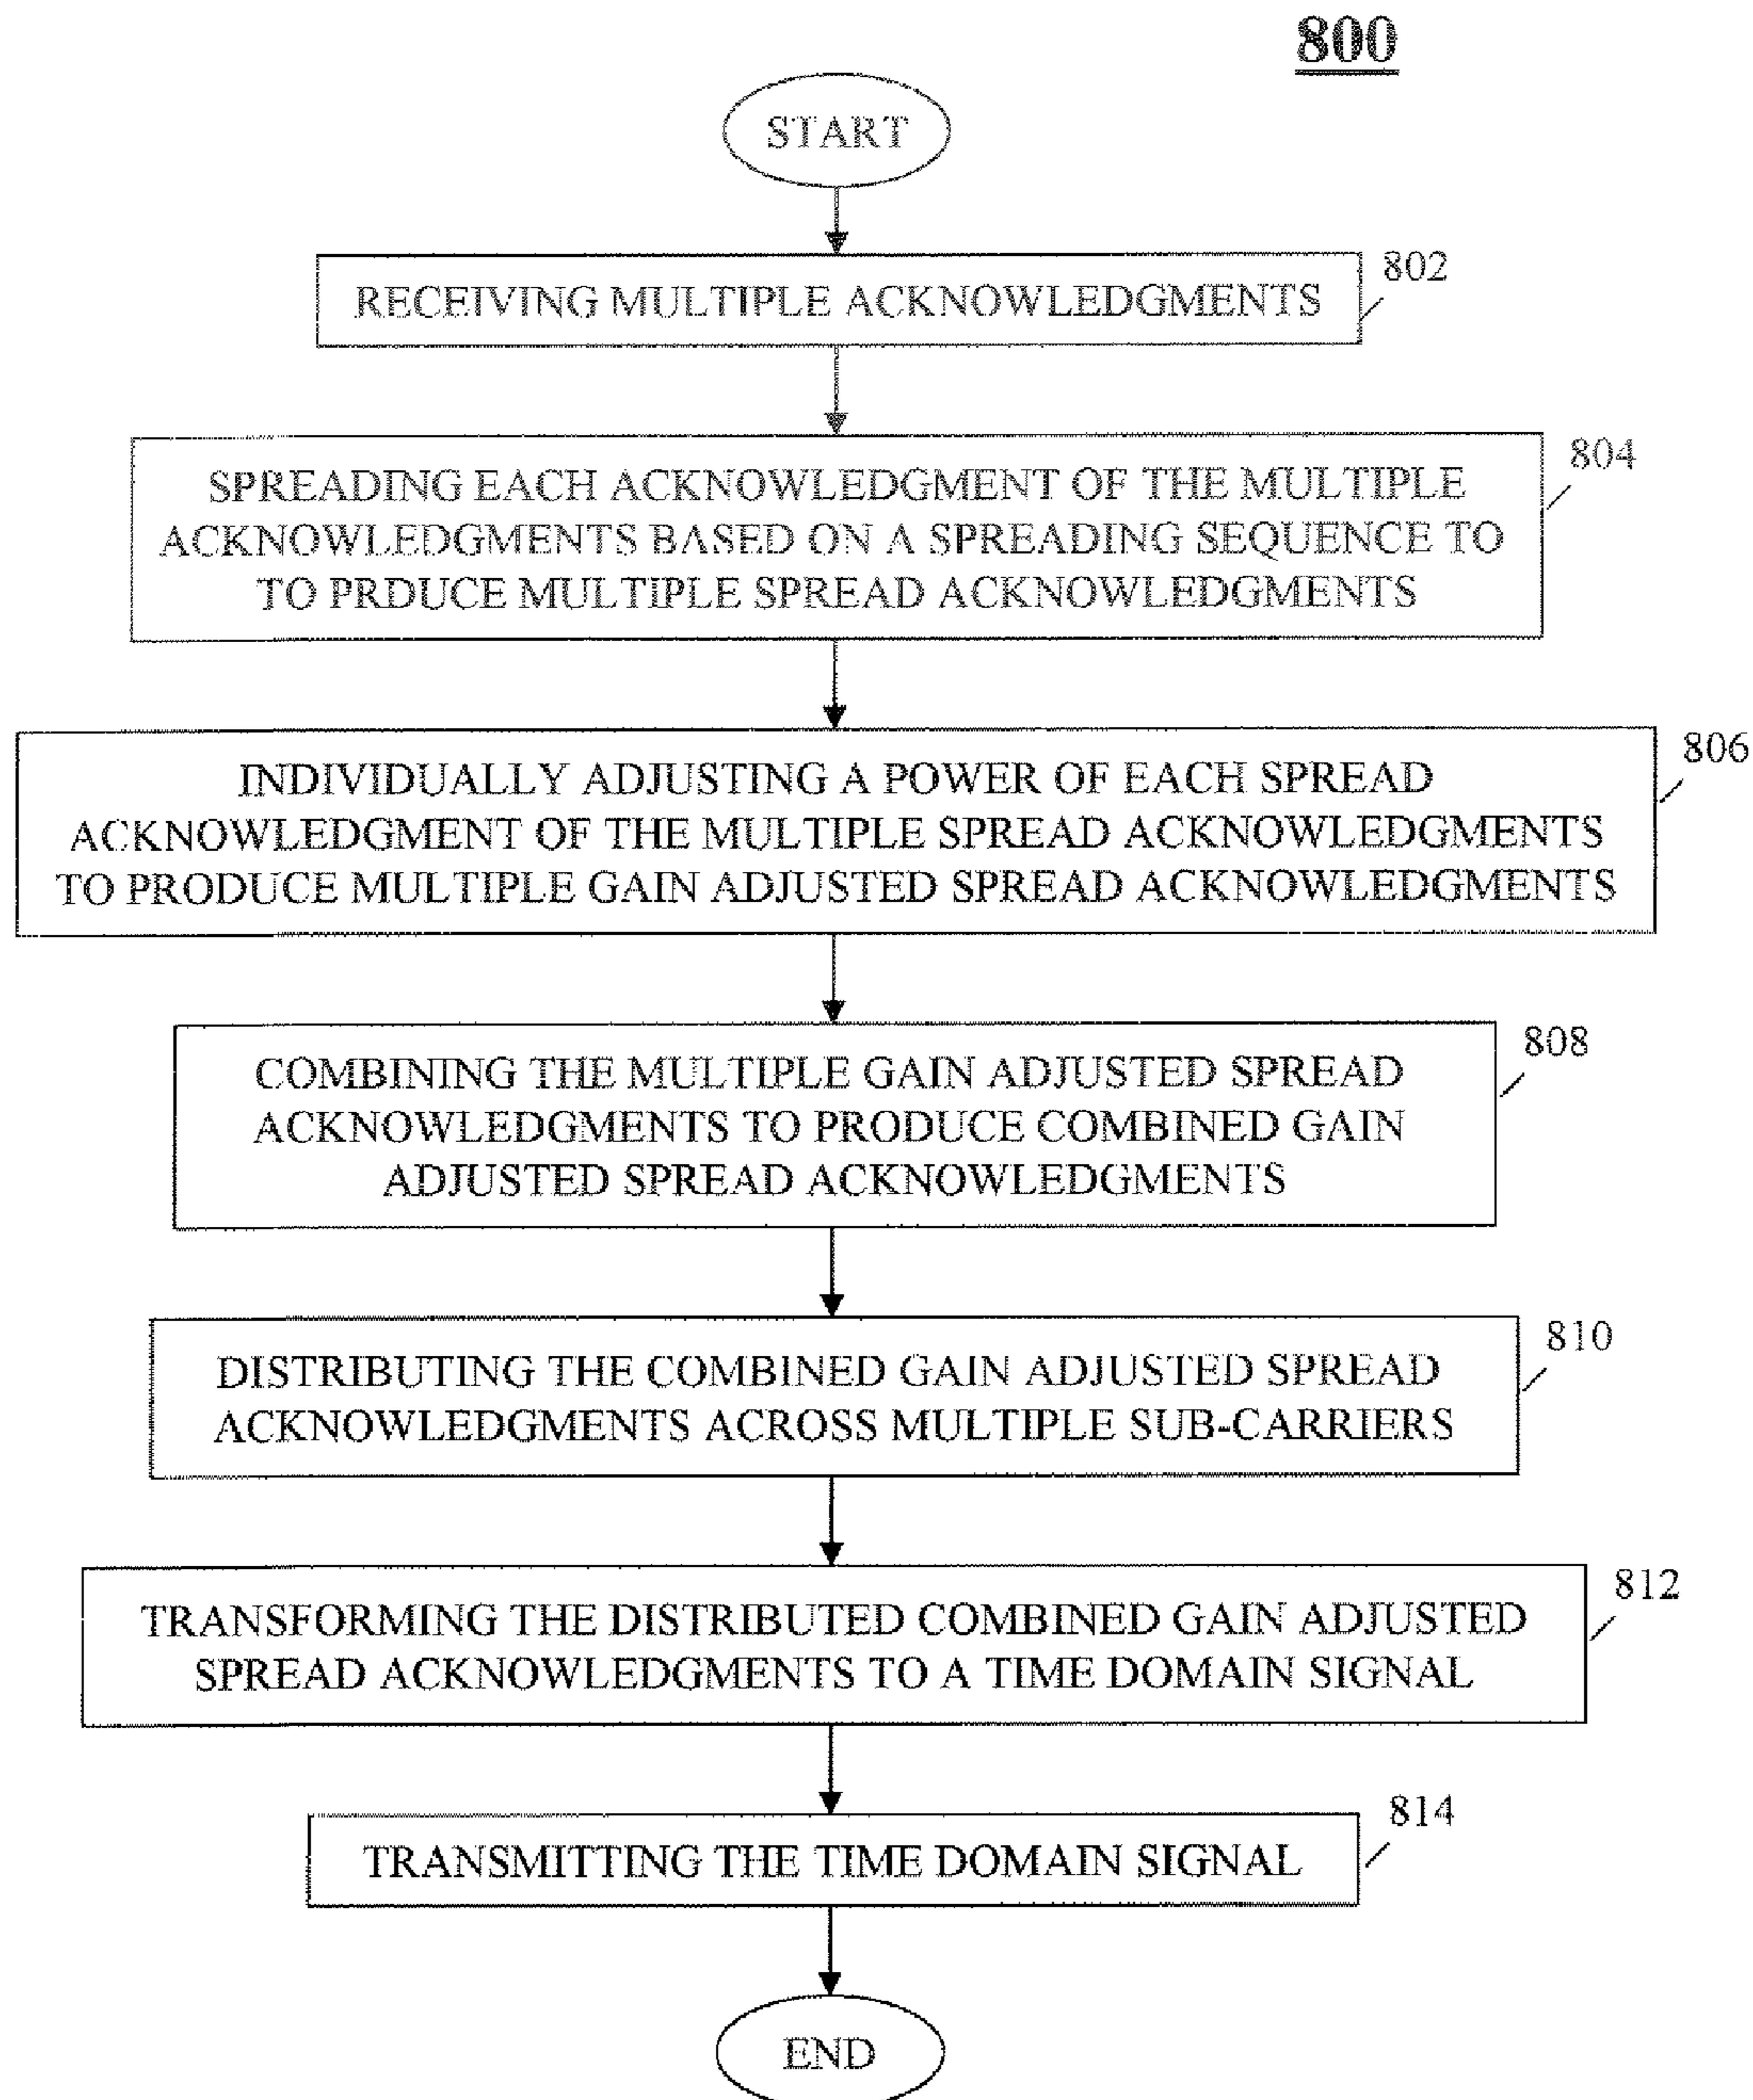 800
START
RECEIVING MULTIPLE ACKNOWLEDGMENTS
802
SPREADING EACH ACKNOWLEDGMENT OF THE MULTIPLE
ACKNOWLEDGMENTS BASED ON A SPREADING SEQUENCE TO
TO PRDUCE MULTIPLE SPREAD ACKNOWLEDGMENTS
804
INDIVIDUALLY ADJUSTING A POWER OF EACH SPREAD
ACKNOWLEDGMENT OF THE MULTIPLE SPREAD ACKNOWLEDGMENTS
TO PRODUCE MULTIPLE GAIN ADJUSTED SPREAD ACKNOWLEDGMENTS
806
COMBINING THE MULTIPLE GAIN ADJUSTED SPREAD
ACKNOWLEDGMENTS TO PRODUCE COMBINED GAIN
ADJUSTED SPREAD ACKNOWLEDGMENTS
808
DISTRIBUTING THE COMBINED GAIN ADJUSTED SPREAD
ACKNOWLEDGMENTS ACROSS MULTIPLE SUB-CARRIERS
810
TRANSFORMING THE DISTRIBUTED COMBINED GAIN ADJUSTED
SPREAD ACKNOWLEDGMENTS TO A TIME DOMAIN SIGNAL
812
TRANSMITTING THE TIME DOMAIN SIGNAL
814
END